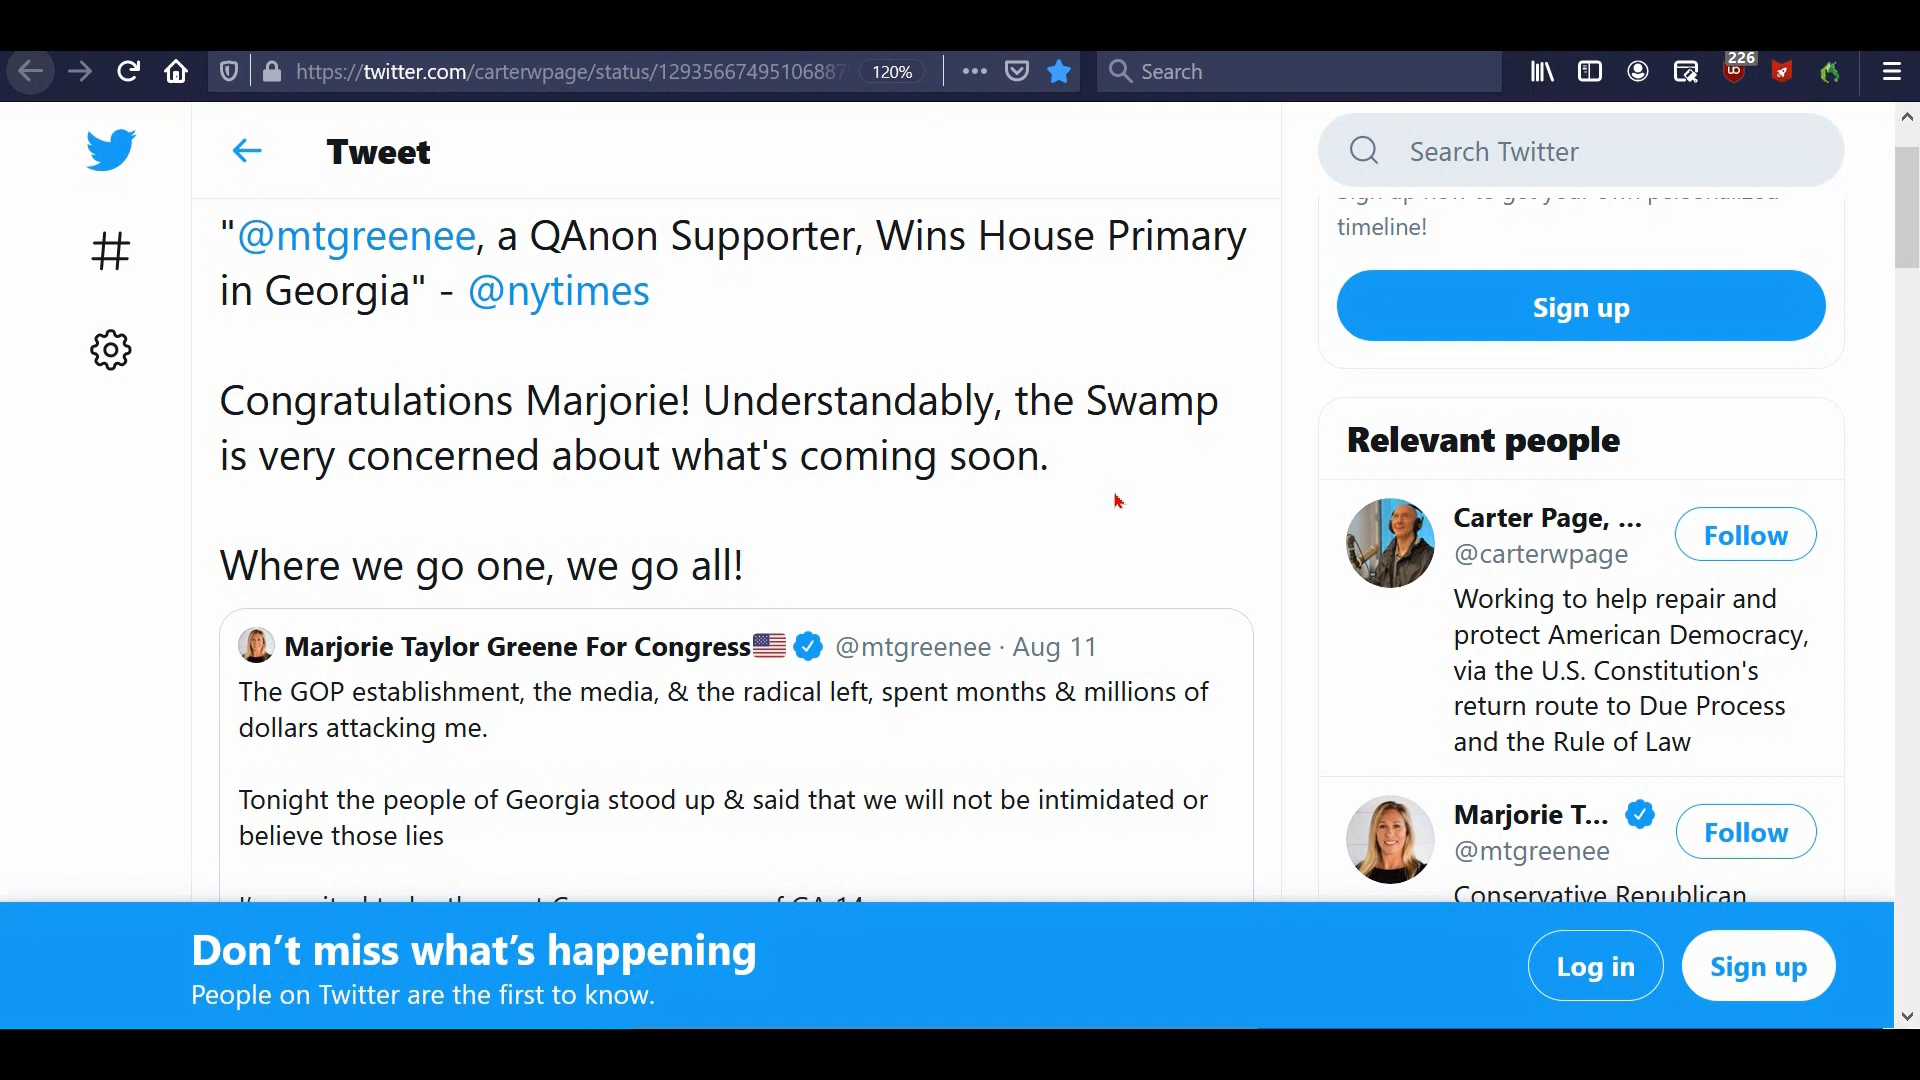 https://twitter.com/carterwpage/status/12935667495106887
120%
Search
226
Tweet
Search Twitter
"@mtgreenee, a QAnon Supporter, Wins House Primary
in Georgia" - @nytimes
Congratulations Marjorie! Understandably, the Swamp
is very concerned about what's coming soon.
Where we go one, we go all!
Marjorie Taylor Greene For Congress @mtgreenee · Aug 11
The GOP establishment, the media, & the radical left, spent months & millions of
dollars attacking me.
Tonight the people of Georgia stood up & said that we will not be intimidated or
believe those lies
timeline!
Sign up
Relevant people
Carter Page, ...
@carterwpage
Follow
Working to help repair and
protect American Democracy,
via the U.S. Constitution's
return route to Due Process
and the Rule of Law
Marjorie T...
@mtgreenee
Follow
Conservative Republican
Don't miss what's happening
People on Twitter are the first to know.
Log in
Sign up